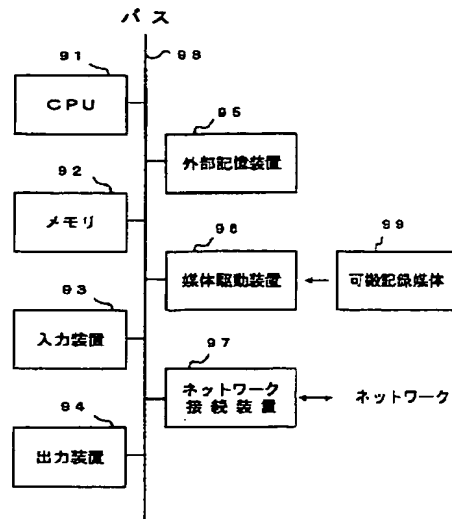 バス
98
91
CPU
95
外部記憶装置
92
メモリ
96
媒体駆動装置
99
可搬記録媒体
93
入力装置
97
ネットワーク
接続装置
ネットワーク
94
出力装置